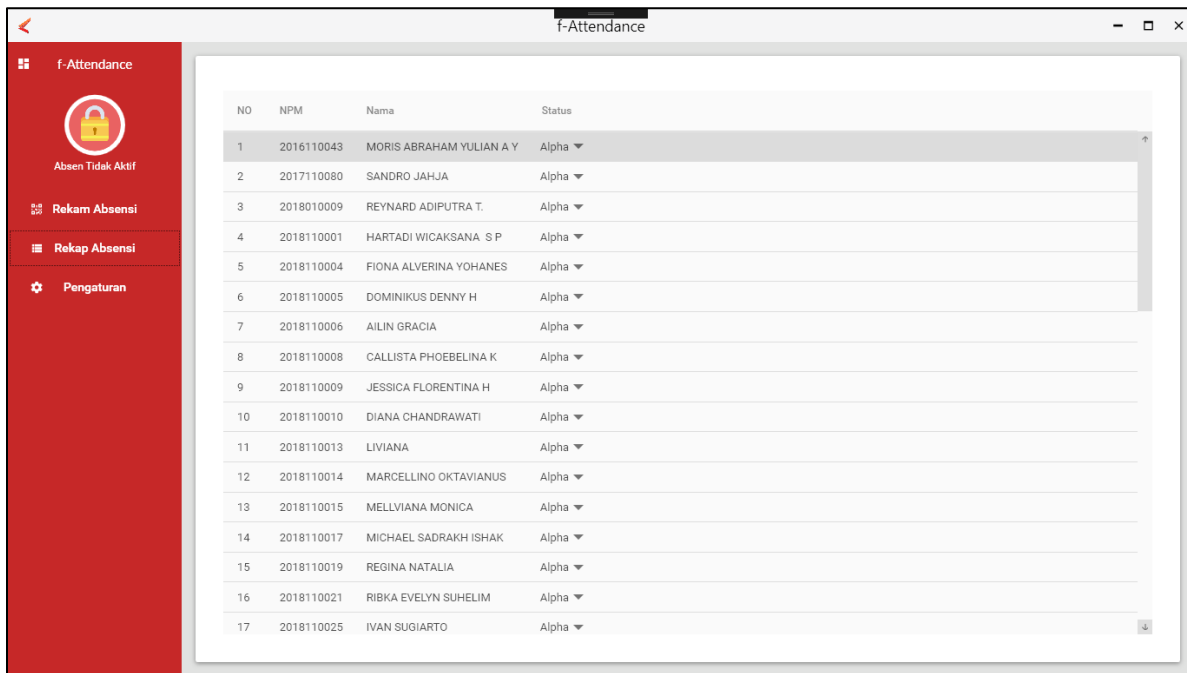 f-Attendance
f-Attendance
Absen Tidak Aktif
Rekam Absensi
Rekap Absensi
Pengaturan
NO NPM Nama Status
1 2016110043 MORIS ABRAHAM YULIAN A Y Alpha
2 2017110080 SANDRO JAHJA Alpha
3 2018010009 REYNARD ADIPUTRA T. Alpha
4 2018110001 HARTADI WICAKSANA  S P Alpha
5 2018110004 FIONA ALVERINA YOHANES Alpha
6 2018110005 DOMINIKUS DENNY H Alpha
7 2018110006 AILIN GRACIA Alpha
8 2018110008 CALLISTA PHOEBELINA K Alpha
9 2018110009 JESSICA FLORENTINA H Alpha
10 2018110010 DIANA CHANDRAWATI Alpha
11 2018110013 LIVIANA Alpha
12 2018110014 MARCELLINO OKTAVIANUS Alpha
13 2018110015 MELLVIANA MONICA Alpha
14 2018110017 MICHAEL SADRAKH ISHAK Alpha
15 2018110019 REGINA NATALIA Alpha
16 2018110021 RIBKA EVELYN SUHELIM Alpha
17 2018110025 IVAN SUGIARTO Alpha